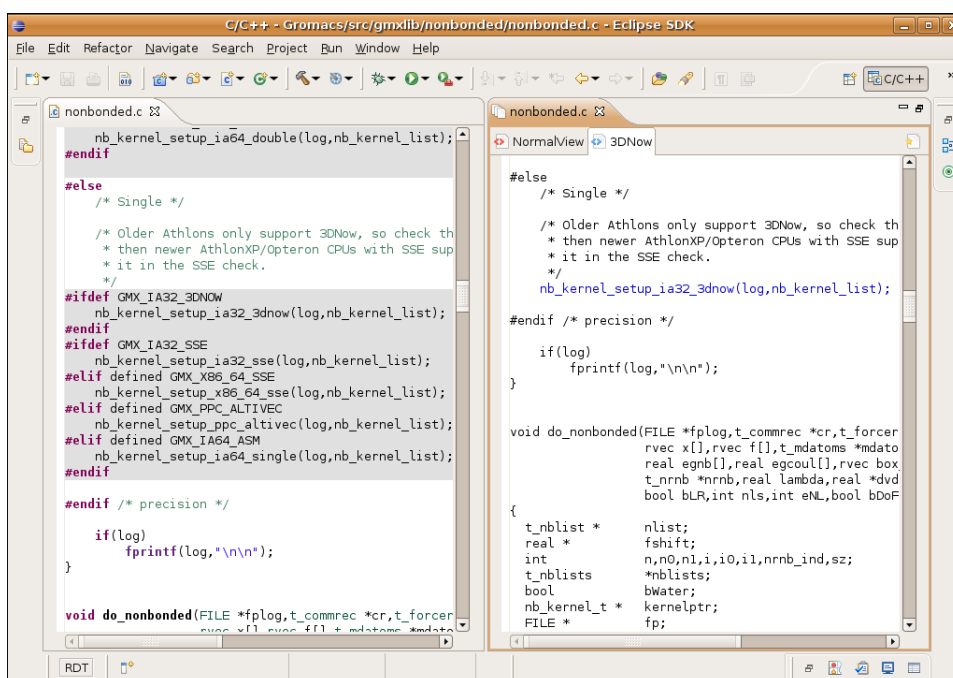 C/C++ - Gromacs/src/gmxlib/nonbonded/nonbonded.c - Eclipse SDK
File Edit Refactor Navigate Search Project Run Window Help
C/C++
nonbonded.c
nb_kernel_setup_ia64_double(log,nb_kernel_list);
#endif
#else
/* Single */
/* Older Athlons only support 3DNow, so check th
* then newer AthlonXP/Opteron CPUs with SSE sup
* it in the SSE check.
*/
#ifdef GMX_IA32_3DNOW
nb_kernel_setup_ia32_3dnow(log,nb_kernel_list);
#endif
#ifdef GMX_IA32_SSE
nb_kernel_setup_ia32_sse(log,nb_kernel_list);
#elif defined GMX_X86_64_SSE
nb_kernel_setup_x86_64_sse(log,nb_kernel_list);
#elif defined GMX_PPC_ALTIVEC
nb_kernel_setup_ppc_altivec(log,nb_kernel_list);
#elif defined GMX_IA64_ASM
nb_kernel_setup_ia64_single(log,nb_kernel_list);
#endif
#endif /* precision */
if(log)
fprintf(log,"\n\n");
}
void do_nonbonded(FILE *fplog,t_commrec *cr,t_forcer
rvec x[],rvec f[],t_mdatoms *mdato
nonbonded.c
NormalView 3DNow
#else
/* Single */
/* Older Athlons only support 3DNow, so check th
* then newer AthlonXP/Opteron CPUs with SSE sup
* it in the SSE check.
*/
nb_kernel_setup_ia32_3dnow(log,nb_kernel_list);
#endif /* precision */
if(log)
fprintf(log,"\n\n");
}
void do_nonbonded(FILE *fplog,t_commrec *cr,t_forcer
rvec x[],rvec f[],t_mdatoms *mdato
real egnb[],real egcoul[],rvec box_
t_nrnb *nrnb,real lambda,real *dvd
bool bLR,int nls,int eNL,bool bDoF
{
t_nblist * nlist;
real * fshift;
int n,n0,n1,i,i0,i1,nrnb_ind,sz;
t_nblists *nblists;
bool bWater;
nb_kernel_t * kernelptr;
FILE * fp;
RDT